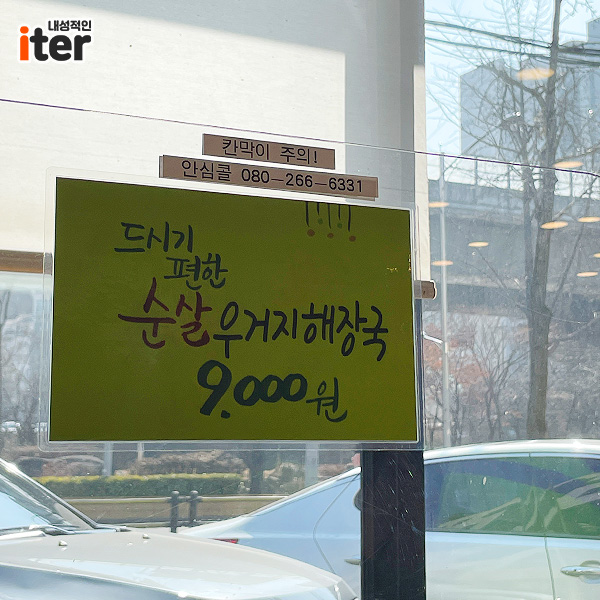 내성적인
iter
칸막이 주의!
안심콜 080-266-6331
!!!!
드시기
편한
순살우거지해장국
9.000원